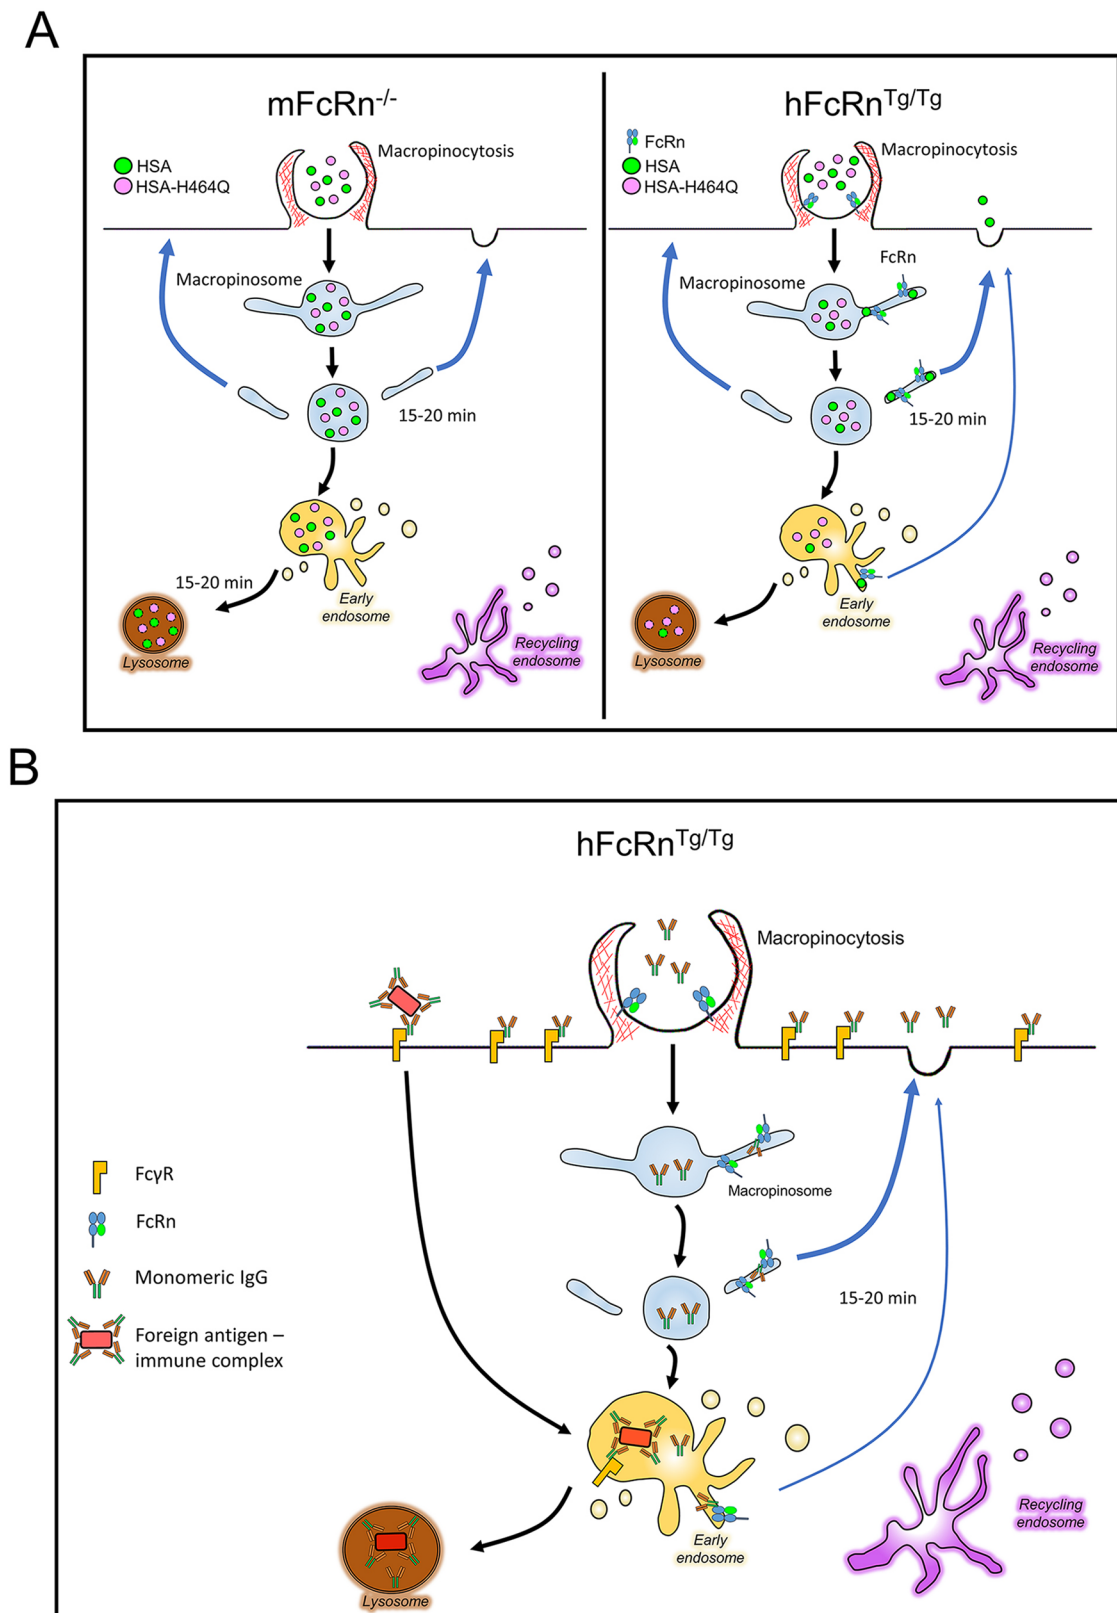 A
mFcRn-/-
HSA
HSA-H464Q
Macropinocytosis
Macropinosome
15-20 min
15-20 min
Early
endosome
Lysosome
Recycling
endosome
hFcRnTg/Tg
FcRn
HSA
HSA-H464Q
Macropinocytosis
FcRn
Macropinosome
15-20 min
Early
endosome
Lysosome
Recycling
endosome
B
hFcRnTg/Tg
Macropinocytosis
FcγR
FcRn
Monomeric IgG
Foreign antigen –
immune complex
Macropinosome
15-20 min
Early
endosome
Recycling
endosome
Lysosome